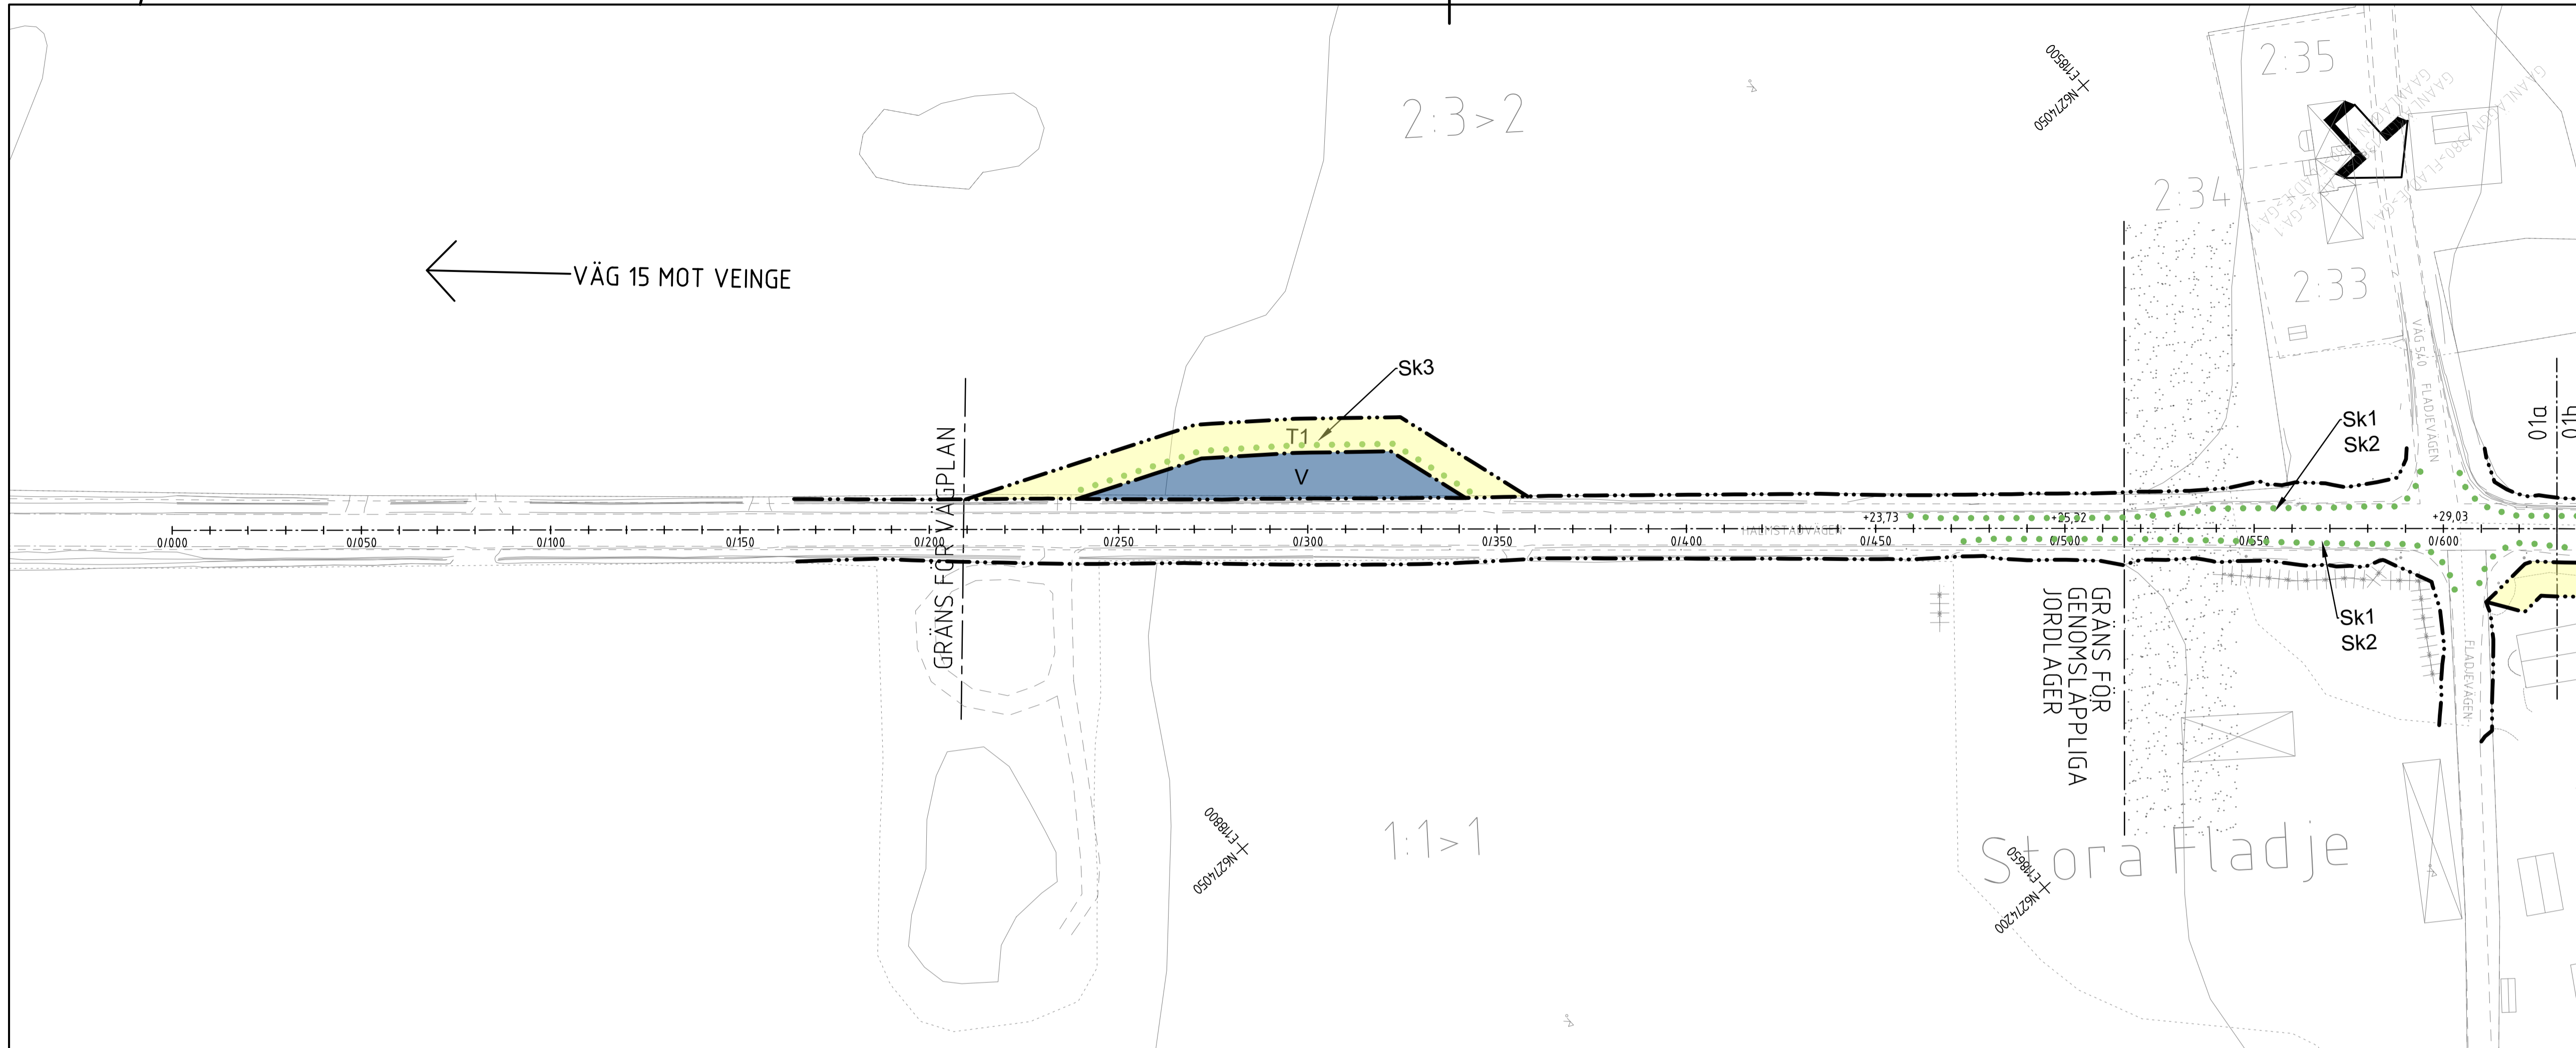 2:35
E118500
N6274050
2:3>2
2:34
VÄG 15 MOT VEINGE
2:33
VÄG 540 FLADJEVÄGEN
Sk3
01a
Sk1
Sk2
T1
V
GRÄNS FÖR VÄGPLAN
+23,73
+29,03
HALMSTADVÄGEN
0/000
0/050
0/100
0/150
0/200
0/250
0/300
0/350
0/400
0/450
0/500
0/550
0/600
GRÄNS FÖR
GENOMSLÄPPLIGA
JORDLAGER
Sk1
Sk2
FLADJEVÄGEN
E118800
N6274050
1:1>1
Stora Fladje
E118650
N6274200